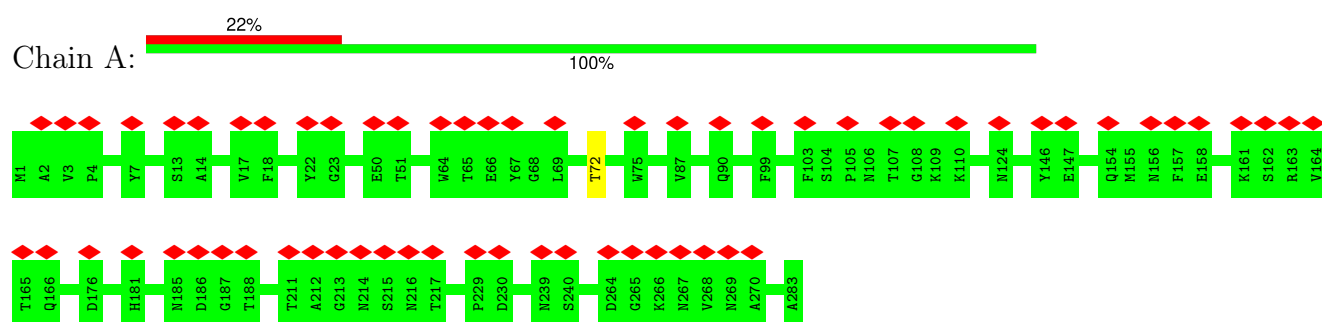 22%
Chain A:
100%
M1 A2 V3 P4 Y7 S13 A14 V17 F18 Y22 G23 E50 T51 W64 T65 E66 Y67 G68 L69 T72 W75 V87 Q90 F99 F103 S104 P105 N106 T107 G108 K109 K110 N124 Y146 E147 Q154 M155 N156 F157 E158 K161 S162 R163 V164
T165 Q166 D176 H181 N185 D186 G187 T188 T211 A212 G213 N214 S215 N216 T217 P229 D230 N239 S240 D264 G265 K266 N267 V268 N269 A270 A283